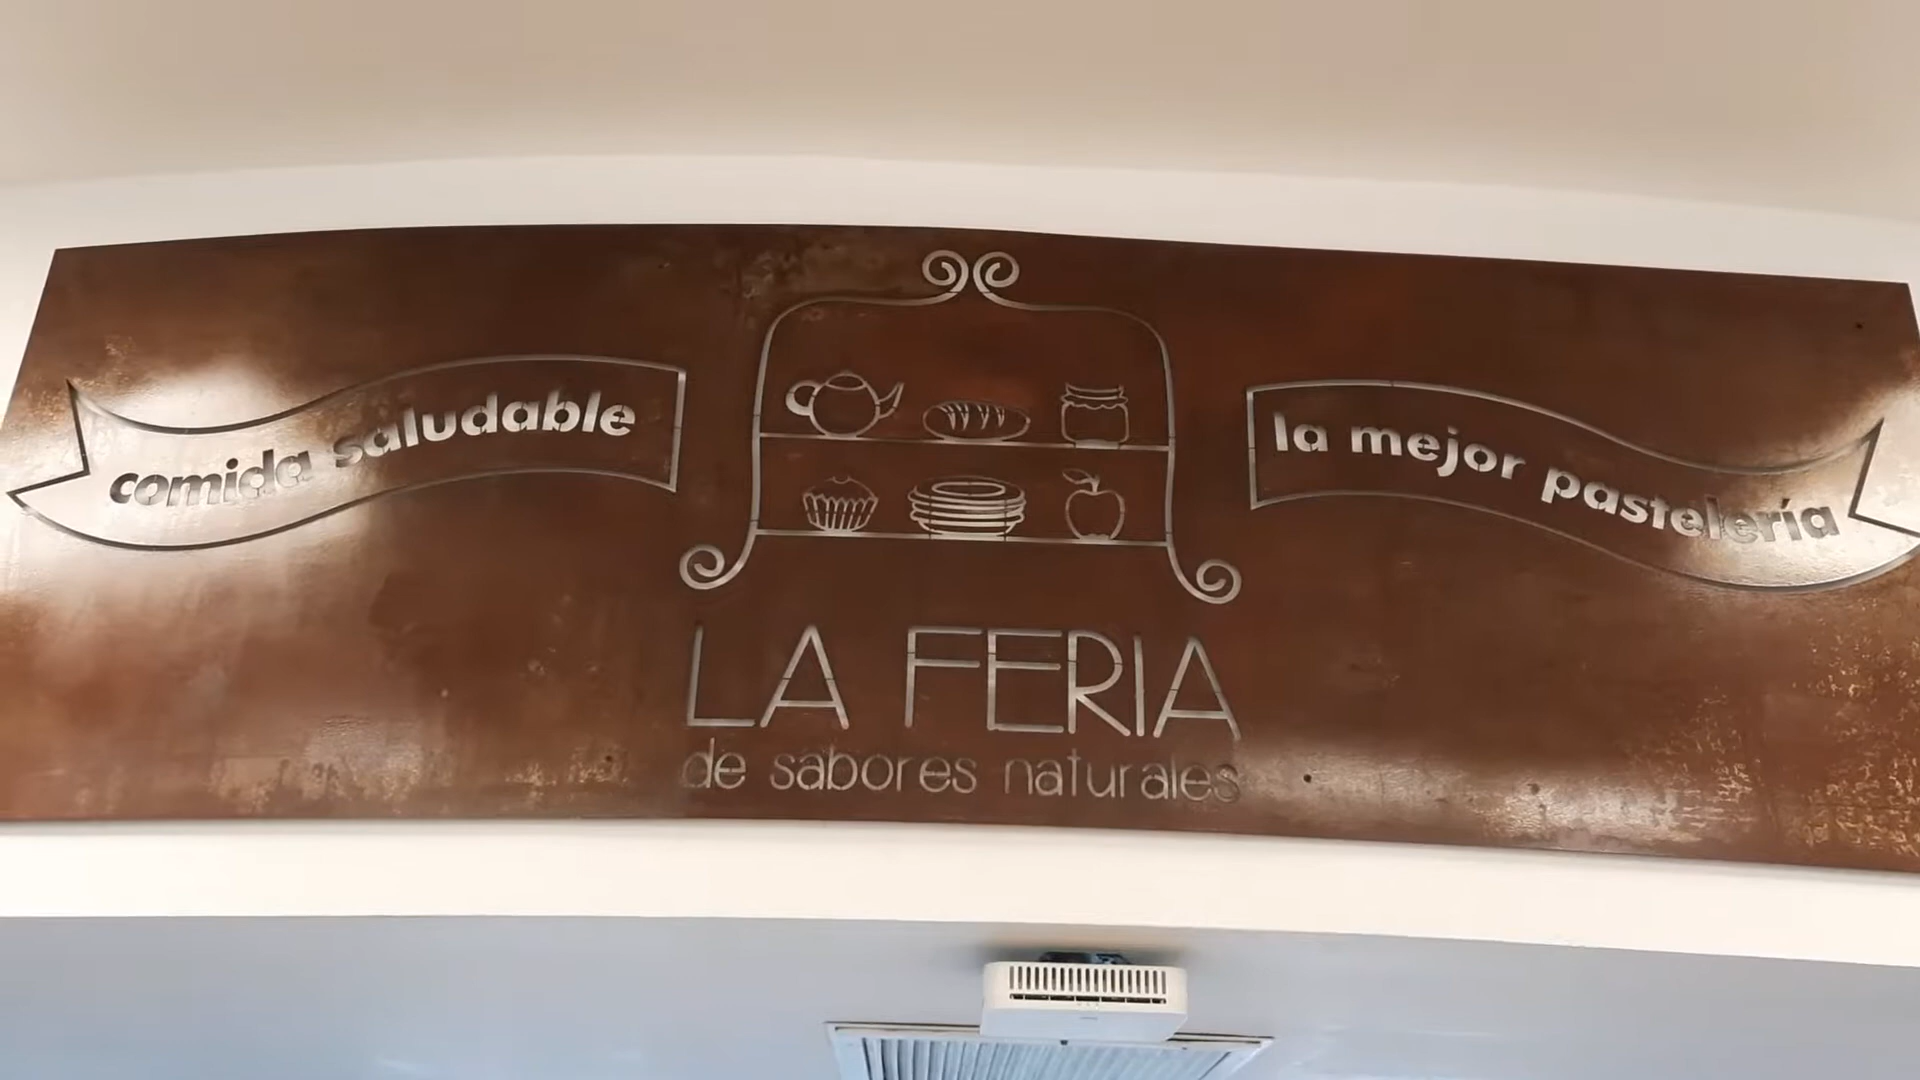 comida saludable
la mejor pastelería
LA FERIA
de sabores naturales